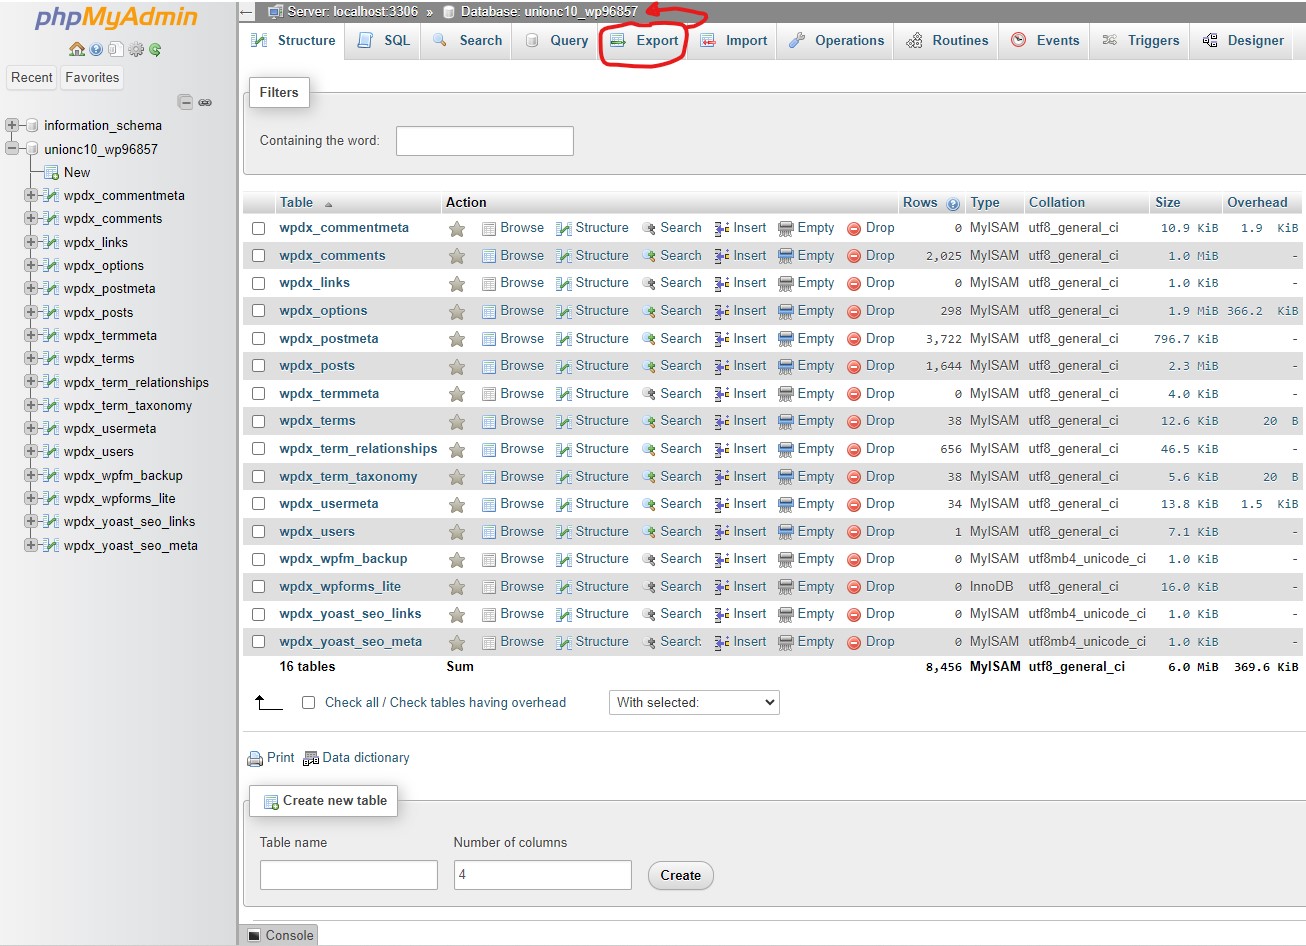 phpMyAdmin
Server: localhost:3306 » Database: unionc10_wp96857
Structure SQL Search Query Export Import Operations Routines Events Triggers Designer
Recent Favorites
information_schema
unionc10_wp96857
New
wpdx_commentmeta
wpdx_comments
wpdx_links
wpdx_options
wpdx_postmeta
wpdx_posts
wpdx_termmeta
wpdx_terms
wpdx_term_relationships
wpdx_term_taxonomy
wpdx_usermeta
wpdx_users
wpdx_wpfm_backup
wpdx_wpforms_lite
wpdx_yoast_seo_links
wpdx_yoast_seo_meta
Filters
Containing the word:
Table Action Rows Type Collation Size Overhead
wpdx_commentmeta Browse Structure Search Insert Empty Drop 0 MyISAM utf8_general_ci 10.9 KiB 1.9 KiB
wpdx_comments Browse Structure Search Insert Empty Drop 2,025 MyISAM utf8_general_ci 1.0 MiB -
wpdx_links Browse Structure Search Insert Empty Drop 0 MyISAM utf8_general_ci 1.0 KiB -
wpdx_options Browse Structure Search Insert Empty Drop 298 MyISAM utf8_general_ci 1.9 MiB 366.2 KiB
wpdx_postmeta Browse Structure Search Insert Empty Drop 3,722 MyISAM utf8_general_ci 796.7 KiB -
wpdx_posts Browse Structure Search Insert Empty Drop 1,644 MyISAM utf8_general_ci 2.3 MiB -
wpdx_termmeta Browse Structure Search Insert Empty Drop 0 MyISAM utf8_general_ci 4.0 KiB -
wpdx_terms Browse Structure Search Insert Empty Drop 38 MyISAM utf8_general_ci 12.6 KiB 20 B
wpdx_term_relationships Browse Structure Search Insert Empty Drop 656 MyISAM utf8_general_ci 46.5 KiB -
wpdx_term_taxonomy Browse Structure Search Insert Empty Drop 38 MyISAM utf8_general_ci 5.6 KiB 20 B
wpdx_usermeta Browse Structure Search Insert Empty Drop 34 MyISAM utf8_general_ci 13.8 KiB 1.5 KiB
wpdx_users Browse Structure Search Insert Empty Drop 1 MyISAM utf8_general_ci 7.1 KiB -
wpdx_wpfm_backup Browse Structure Search Insert Empty Drop 0 MyISAM utf8mb4_unicode_ci 1.0 KiB -
wpdx_wpforms_lite Browse Structure Search Insert Empty Drop 0 InnoDB utf8_general_ci 16.0 KiB -
wpdx_yoast_seo_links Browse Structure Search Insert Empty Drop 0 MyISAM utf8mb4_unicode_ci 1.0 KiB -
wpdx_yoast_seo_meta Browse Structure Search Insert Empty Drop 0 MyISAM utf8mb4_unicode_ci 1.0 KiB -
16 tables Sum 8,456 MyISAM utf8_general_ci 6.0 MiB 369.6 KiB
Check all / Check tables having overhead With selected:
Print Data dictionary
Create new table
Table name Number of columns
4 Create
Console